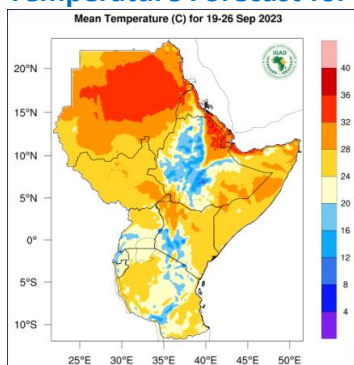 Temperature Forecast for
Mean Temperature (C) for 19-26 Sep 2023
IGAD
20°N
15°N
10°N
5°N
0°
5°S
10°S
25°E 30°E 35°E 40°E 45°E 50°E
40
36
32
28
24
20
16
12
8
4